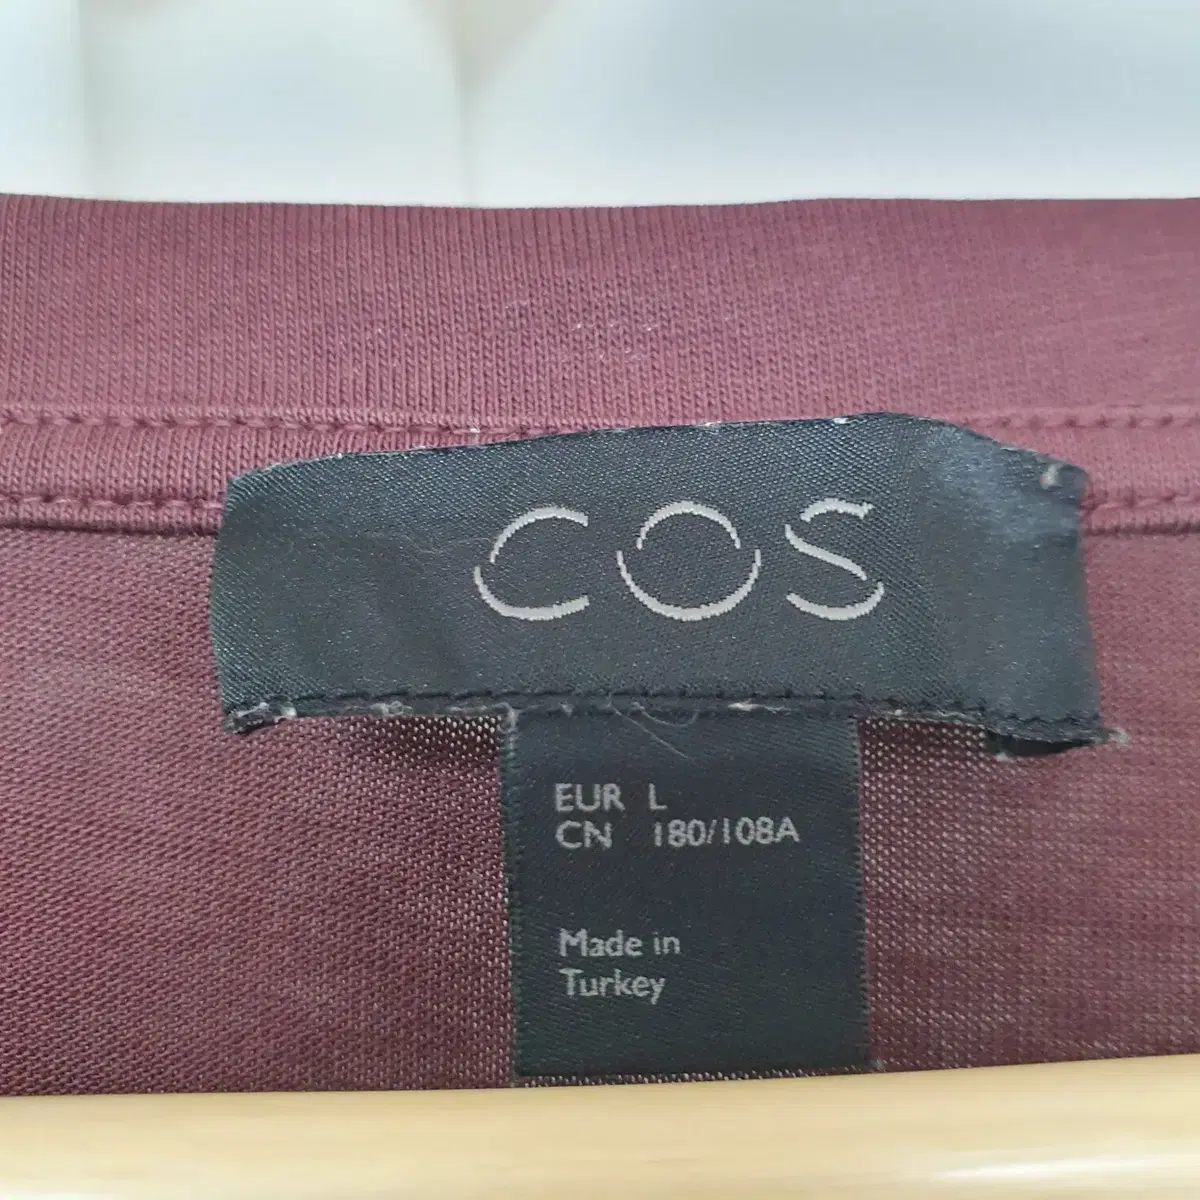 COS
EUR L
CN 180/108A
Made in
Turkey